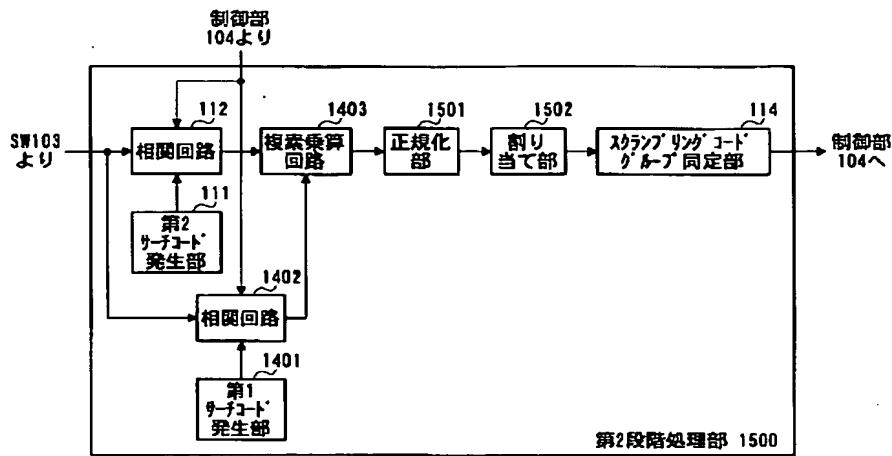 制御部
104より
SW103
より
112
相関回路
1403
複素乗算
回路
1501
正規化
部
1502
割り
当て部
114
スクランブリングコード
グループ同定部
制御部
104へ
111
第2
サーチコード
発生部
1402
相関回路
1401
第1
サーチコード
発生部
第2段階処理部 1500